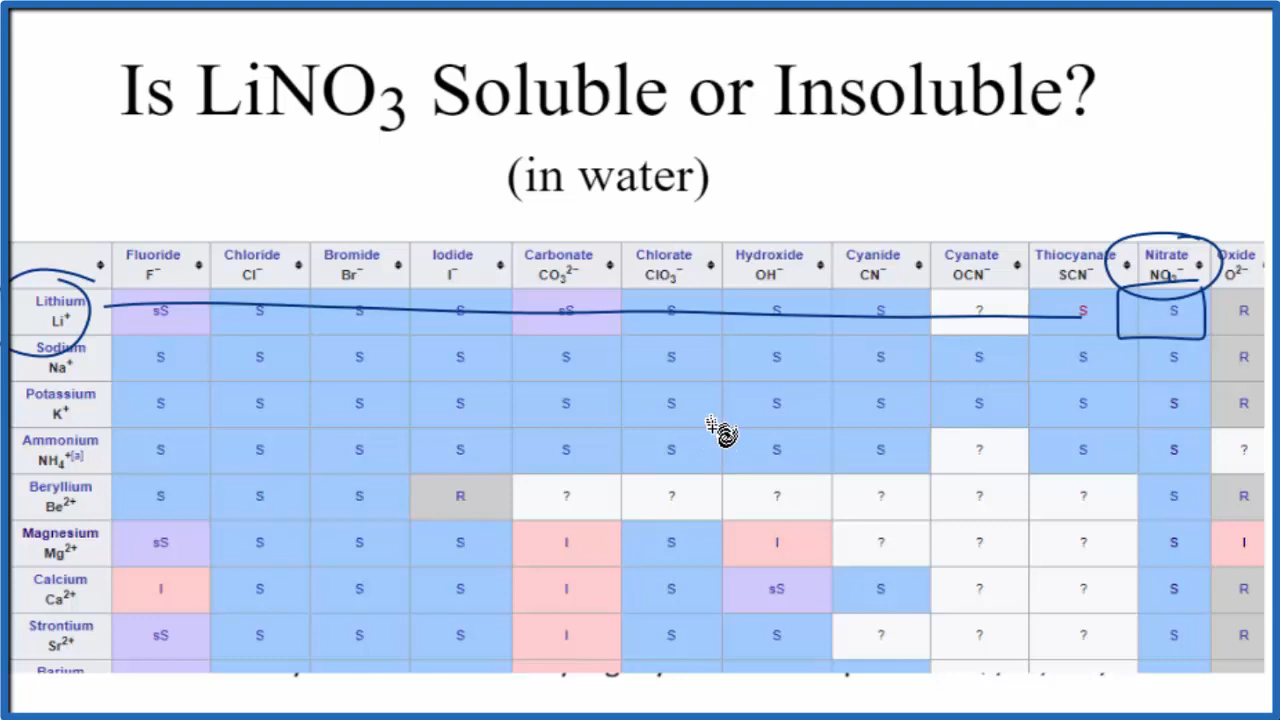 Is LiNO3 Soluble or Insoluble?
(in water)
Fluoride Chloride Bromide Iodide Carbonate Chlorate Hydroxide Cyanide Cyanate Thiocyanate Nitrate Oxide
F⁻ Cl⁻ Br⁻ I⁻ CO₃²⁻ ClO₃⁻ OH⁻ CN⁻ OCN⁻ SCN⁻ NO₃⁻ O²⁻
Lithium
Li⁺ sS S S S sS S S S ? S S R
Sodium
Na⁺ S S S S S S S S S S S R
Potassium
K⁺ S S S S S S S S S S S R
Ammonium
NH₄⁺[a] S S S S S S S S ? S S ?
Beryllium
Be²⁺ S S S R ? ? ? ? ? ? S R
Magnesium
Mg²⁺ sS S S S I S I ? ? ? S I
Calcium
Ca²⁺ I S S S I S sS S ? ? S R
Strontium
Sr²⁺ sS S S S I S S ? ? ? S R
Barium